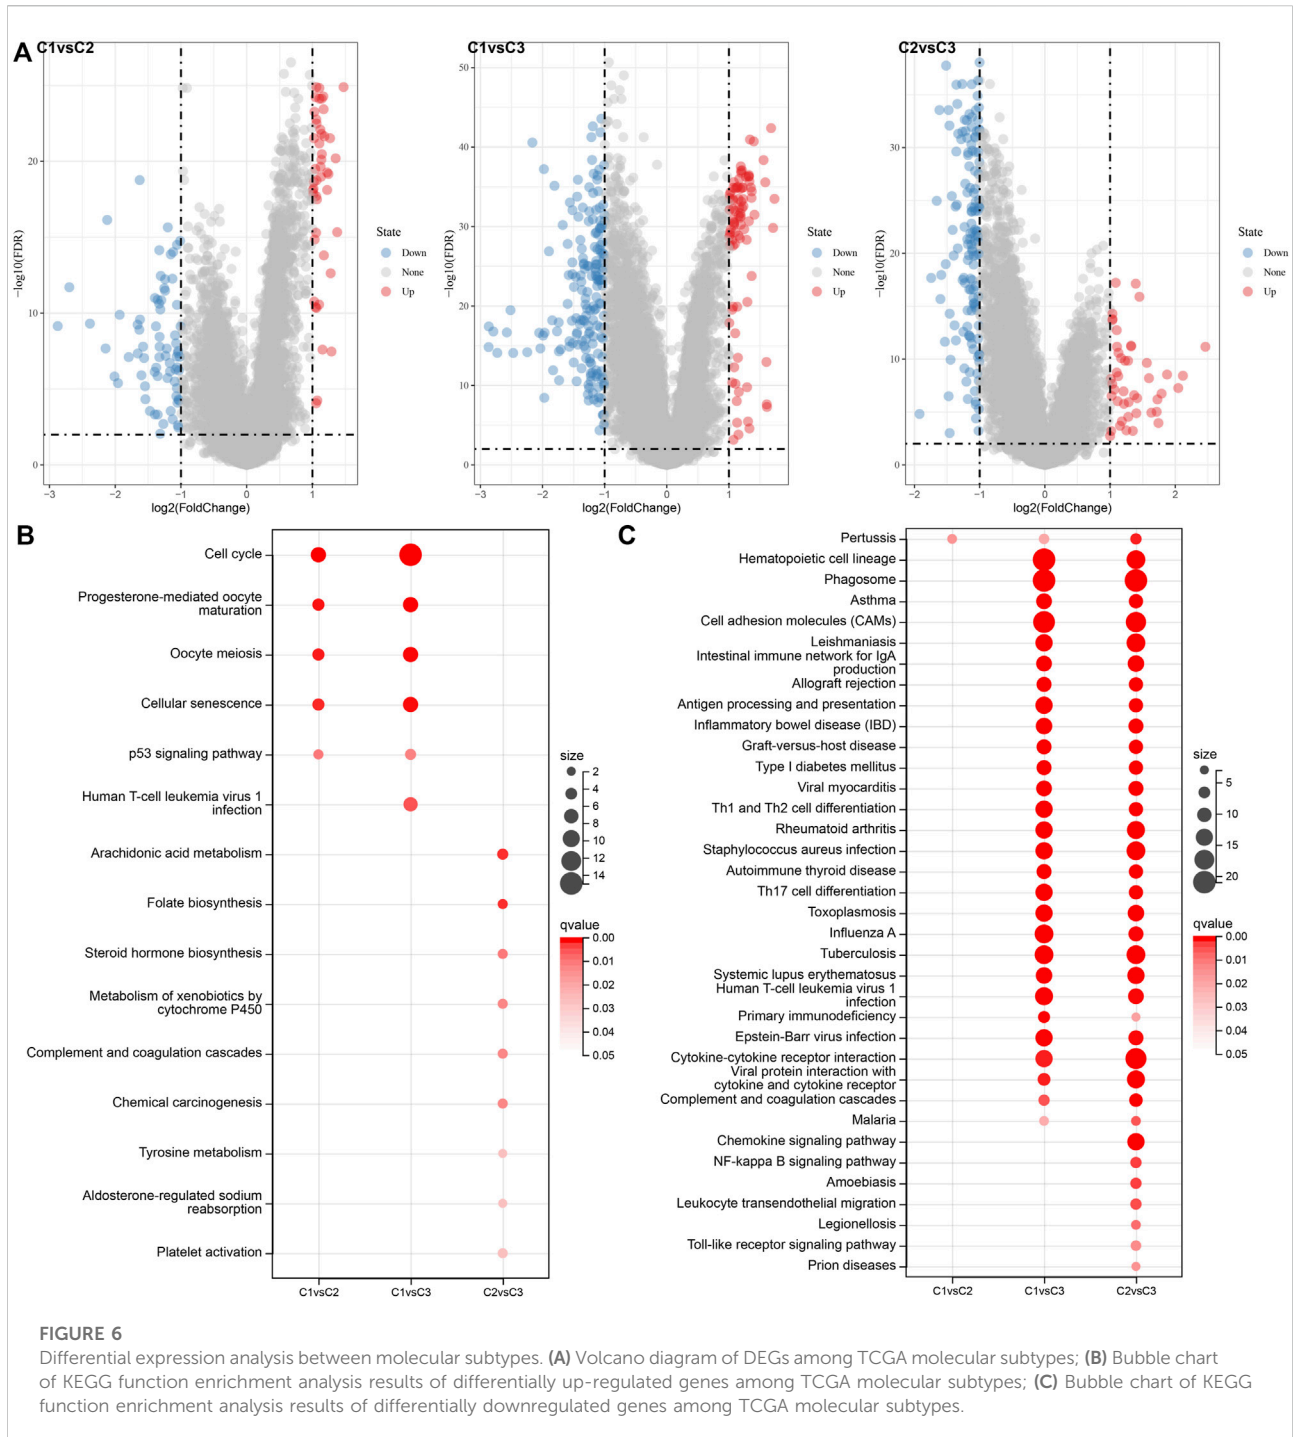 A
C1vsC2
C1vsC3
C2vsC3
−log10(FDR)
20
10
0
−3
−2
−1
0
1
log2(FoldChange)
State
Down
None
Up
−log10(FDR)
50
40
30
20
10
0
−3
−2
−1
0
1
log2(FoldChange)
State
Down
None
Up
−log10(FDR)
30
20
10
0
−2
−1
0
1
2
log2(FoldChange)
State
Down
None
Up
B
Cell cycle
Progesterone-mediated oocyte
maturation
Oocyte meiosis
Cellular senescence
p53 signaling pathway
Human T-cell leukemia virus 1
infection
Arachidonic acid metabolism
Folate biosynthesis
Steroid hormone biosynthesis
Metabolism of xenobiotics by
cytochrome P450
Complement and coagulation cascades
Chemical carcinogenesis
Tyrosine metabolism
Aldosterone-regulated sodium
reabsorption
Platelet activation
C1vsC2
C1vsC3
C2vsC3
size
2
4
6
8
10
12
14
qvalue
0.00
0.01
0.02
0.03
0.04
0.05
C
Pertussis
Hematopoietic cell lineage
Phagosome
Asthma
Cell adhesion molecules (CAMs)
Leishmaniasis
Intestinal immune network for IgA
production
Allograft rejection
Antigen processing and presentation
Inflammatory bowel disease (IBD)
Graft-versus-host disease
Type I diabetes mellitus
Viral myocarditis
Th1 and Th2 cell differentiation
Rheumatoid arthritis
Staphylococcus aureus infection
Autoimmune thyroid disease
Th17 cell differentiation
Toxoplasmosis
Influenza A
Tuberculosis
Systemic lupus erythematosus
Human T-cell leukemia virus 1
infection
Primary immunodeficiency
Epstein-Barr virus infection
Cytokine-cytokine receptor interaction
Viral protein interaction with
cytokine and cytokine receptor
Complement and coagulation cascades
Malaria
Chemokine signaling pathway
NF-kappa B signaling pathway
Amoebiasis
Leukocyte transendothelial migration
Legionellosis
Toll-like receptor signaling pathway
Prion diseases
C1vsC2
C1vsC3
C2vsC3
size
5
10
15
20
qvalue
0.00
0.01
0.02
0.03
0.04
0.05
FIGURE 6
Differential expression analysis between molecular subtypes. (A) Volcano diagram of DEGs among TCGA molecular subtypes; (B) Bubble chart
of KEGG function enrichment analysis results of differentially up-regulated genes among TCGA molecular subtypes; (C) Bubble chart of KEGG
function enrichment analysis results of differentially downregulated genes among TCGA molecular subtypes.